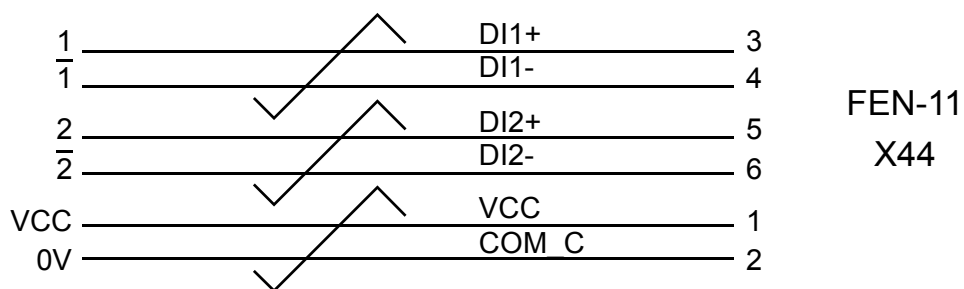 1 DI1+ 3
1̅ DI1- 4
2 DI2+ 5
2̅ DI2- 6
VCC VCC 1
0V COM_C 2
FEN-11
X44